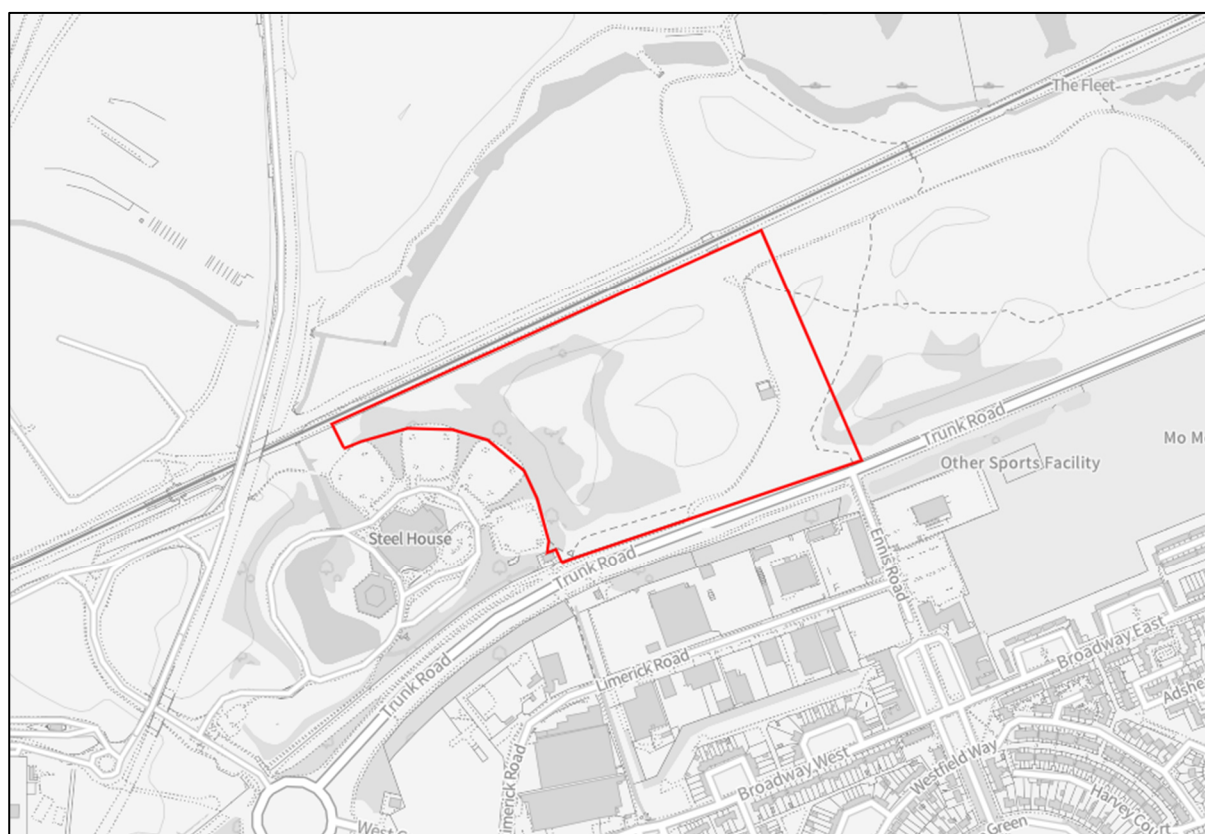 The Fleet
Trunk Road
Mo M
Other Sports Facility
Steel House
Trunk Road
Ennis Road
Trunk Road
Limerick Road
Broadway East
Adshe
Limerick Road
Broadway West
Westfield Way
Harvey Cou
West G
Green